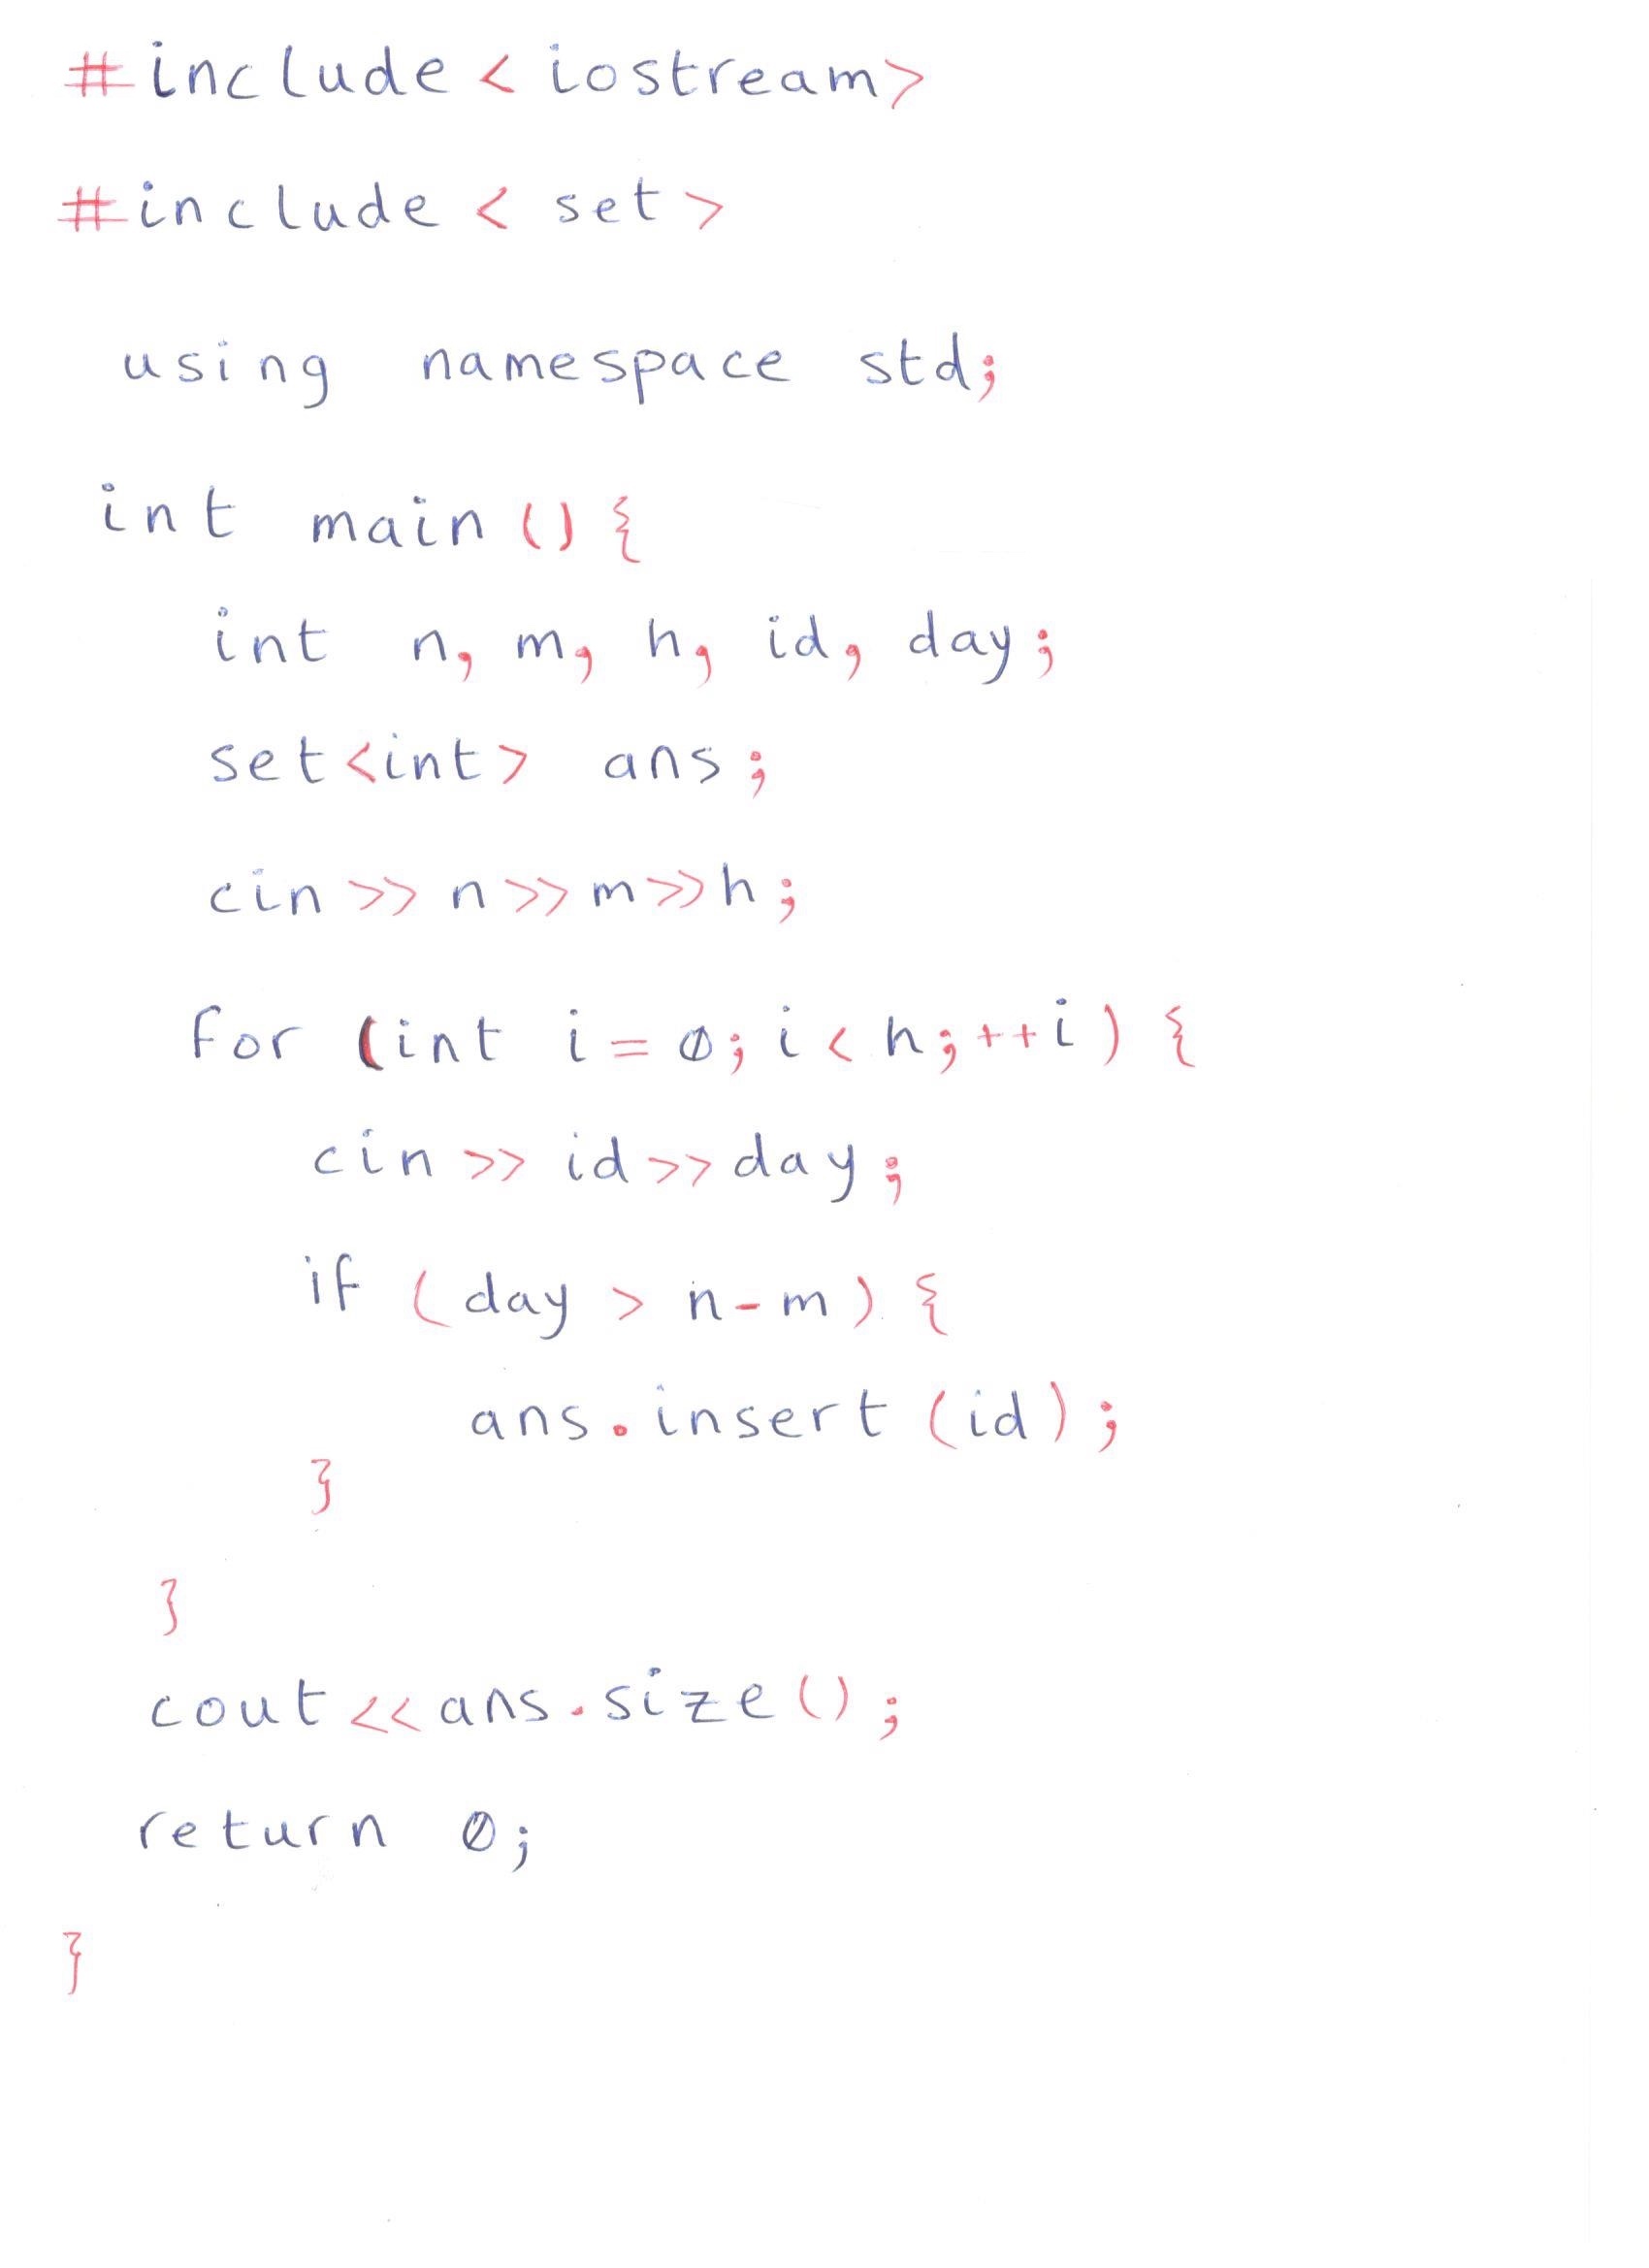 #include< iostream>
#include< set>
using namespace std;
int main(){
int n, m, h, id, day;
set<int> ans;
cin>>n>>m>>h;
for (int i=0;i<h;++i){
cin>>id>>day;
if (day > n-m){
ans.insert(id);
}
}
cout<<ans.size();
return 0;
}